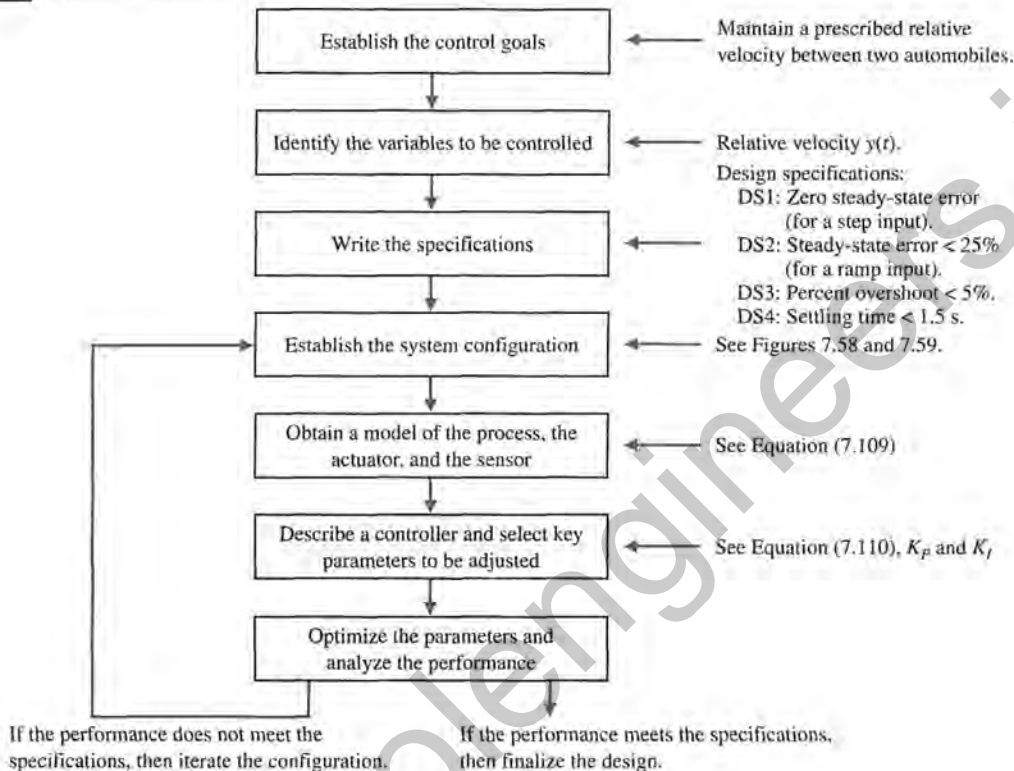 Establish the control goals
Maintain a prescribed relative
velocity between two automobiles.
Identify the variables to be controlled
Relative velocity y(t).
Design specifications:
DS1: Zero steady-state error
(for a step input).
Write the specifications
DS2: Steady-state error < 25%
(for a ramp input).
DS3: Percent overshoot < 5%.
DS4: Settling time < 1.5 s.
Establish the system configuration
See Figures 7.58 and 7.59.
Obtain a model of the process, the
actuator, and the sensor
See Equation (7.109)
Describe a controller and select key
parameters to be adjusted
See Equation (7.110), K_P and K_I
Optimize the parameters and
analyze the performance
If the performance does not meet the
specifications, then iterate the configuration.
If the performance meets the specifications,
then finalize the design.